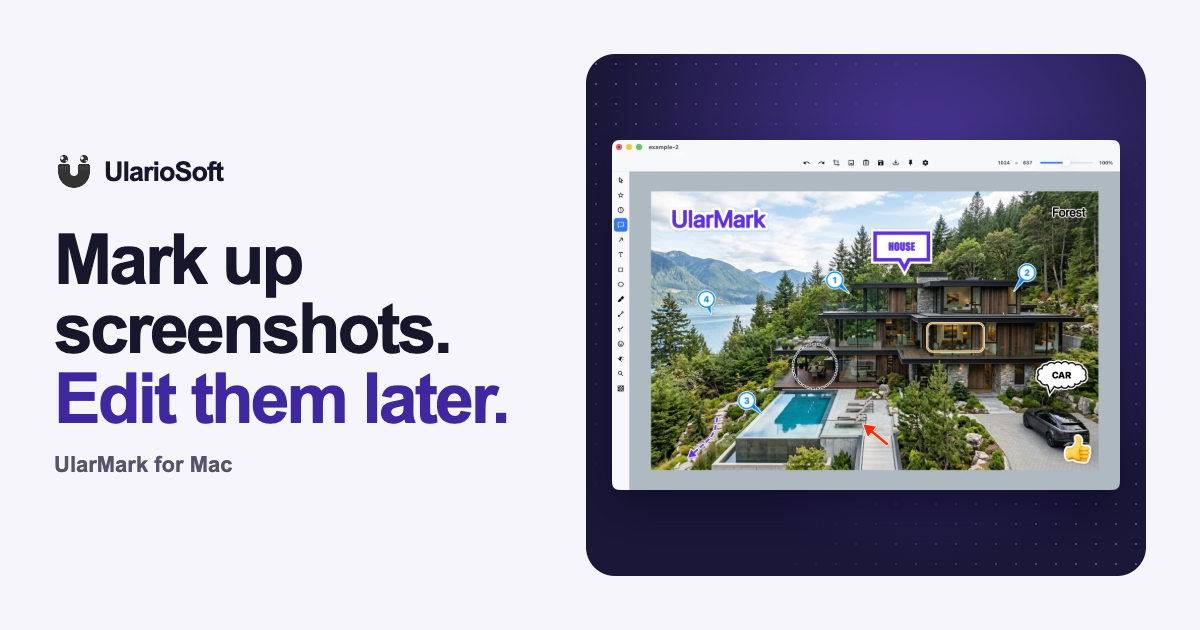 UlarioSoft
Mark up
screenshots.
Edit them later.
UlarMark for Mac
example-2
1024 × 637
100%
UlarMark
Forest
HOUSE
1
2
4
CAR
3